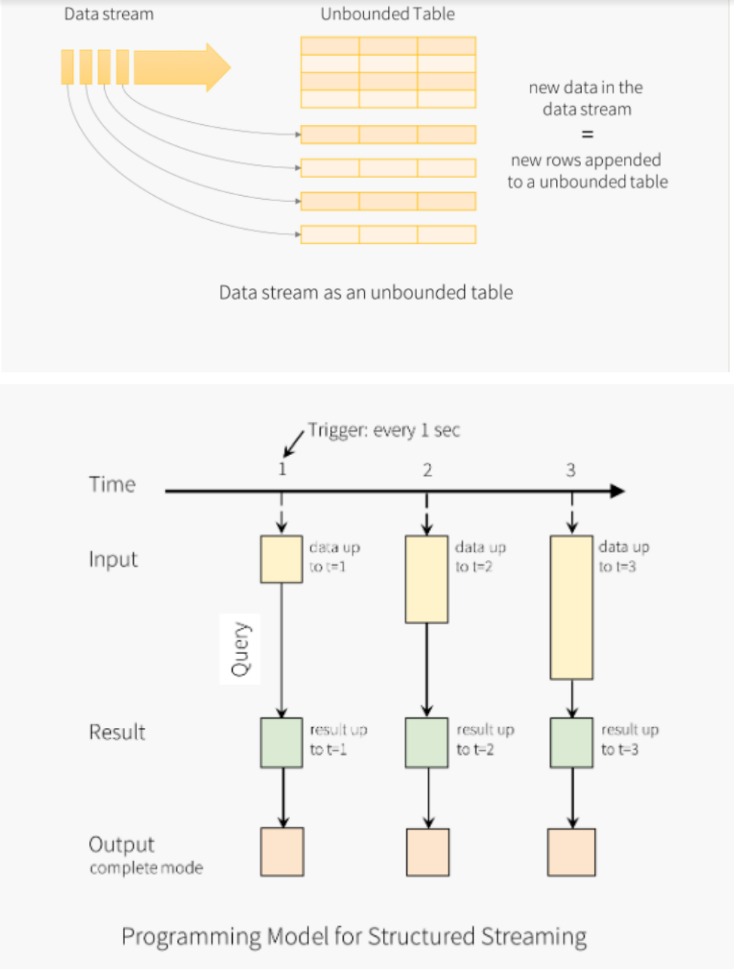 Data stream
Unbounded Table
new data in the
data stream
=
new rows appended
to a unbounded table
Data stream as an unbounded table
Trigger: every 1 sec
1
2
3
Time
Input
data up
to t=1
data up
to t=2
data up
to t=3
Query
Result
result up
to t=1
result up
to t=2
result up
to t=3
Output
complete mode
Programming Model for Structured Streaming